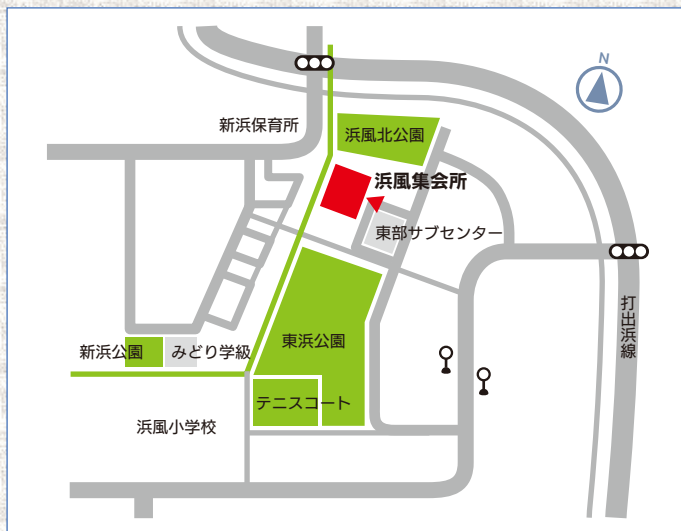 N
新浜保育所
浜風北公園
浜風集会所
東部サブセンター
打出浜線
東浜公園
新浜公園
みどり学級
テニスコート
浜風小学校